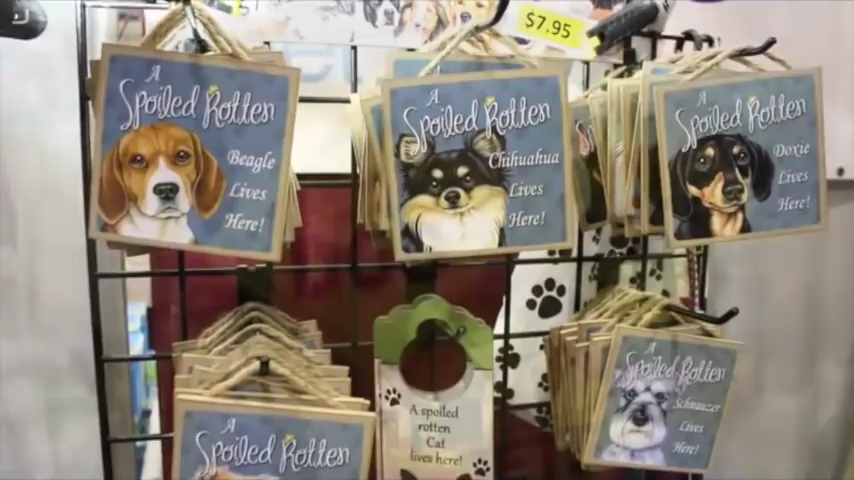 $7.95
A
Spoiled Rotten
Beagle
Lives
Here!
A
Spoiled Rotten
Chihuahua
Lives
Here!
A
Spoiled Rotten
Doxie
Lives
Here!
A
Spoiled Rotten
A spoiled
rotten
Cat
lives here!
A
Spoiled Rotten
Schnauzer
Lives
Here!